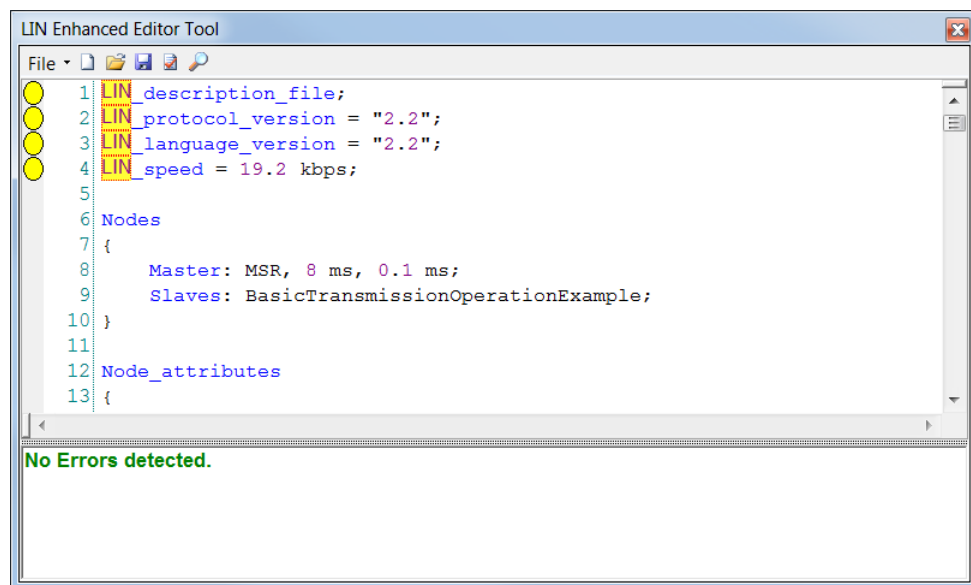 LIN Enhanced Editor Tool
File
1 LIN_description_file;
2 LIN_protocol_version = "2.2";
3 LIN_language_version = "2.2";
4 LIN_speed = 19.2 kbps;
5
6 Nodes
7 {
8 Master: MSR, 8 ms, 0.1 ms;
9 Slaves: BasicTransmissionOperationExample;
10 }
11
12 Node_attributes
13 {
No Errors detected.